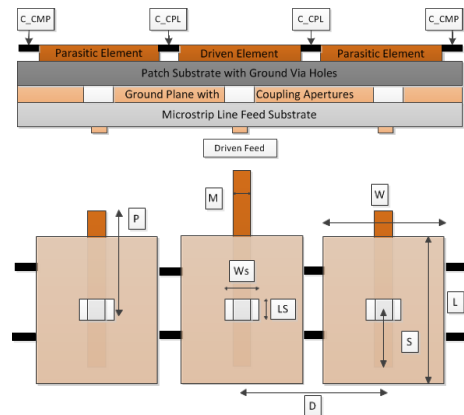 C_CMP
C_CPL
C_CPL
C_CMP
Parasitic Element
Driven Element
Parasitic Element
Patch Substrate with Ground Via Holes
Ground Plane with Coupling Apertures
Microstrip Line Feed Substrate
Driven Feed
P
M
W
Ws
LS
L
S
D